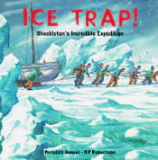 ICE TRAP!
Shackleton's Incredible Expedition
Meredith Hooper • M.P. Robertson